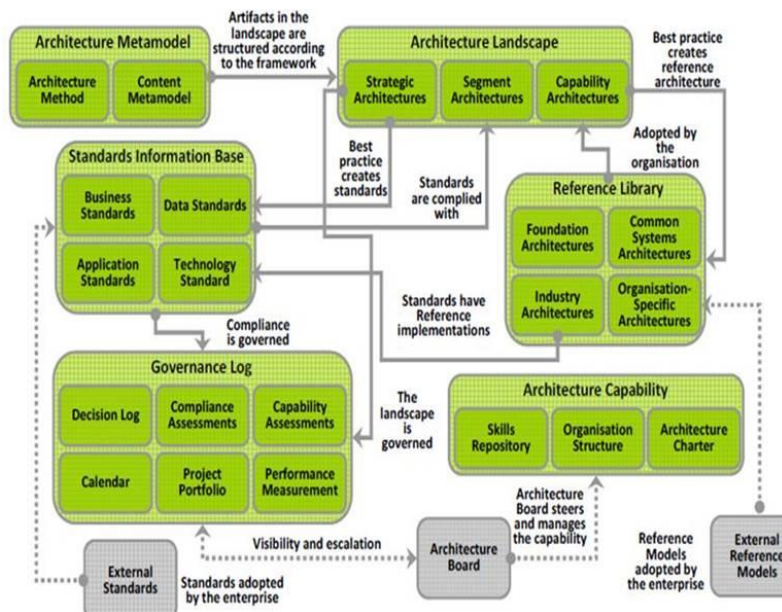 Architecture Metamodel
Architecture
Method
Content
Metamodel
Artifacts in the
landscape are
structured according
to the framework
Architecture Landscape
Strategic
Architectures
Segment
Architectures
Capability
Architectures
Best practice
creates
reference
architecture
Standards Information Base
Business
Standards
Data Standards
Application
Standards
Technology
Standard
Best
practice
creates
standards
Standards
are complied
with
Adopted by
the
organisation
Reference Library
Foundation
Architectures
Common
Systems
Architectures
Industry
Architectures
Organisation-
Specific
Architectures
Standards have
Reference
implementations
Compliance
is governed
Governance Log
Decision Log
Compliance
Assessments
Capability
Assessments
Calendar
Project
Portfolio
Performance
Measurement
The
landscape
is
governed
Architecture Capability
Skills
Repository
Organisation
Structure
Architecture
Charter
Visibility and escalation
Architecture
Board
Architecture
Board steers
and manages
the capability
Reference
Models
adopted by
the enterprise
External
Reference
Models
External
Standards
Standards adopted
by the enterprise